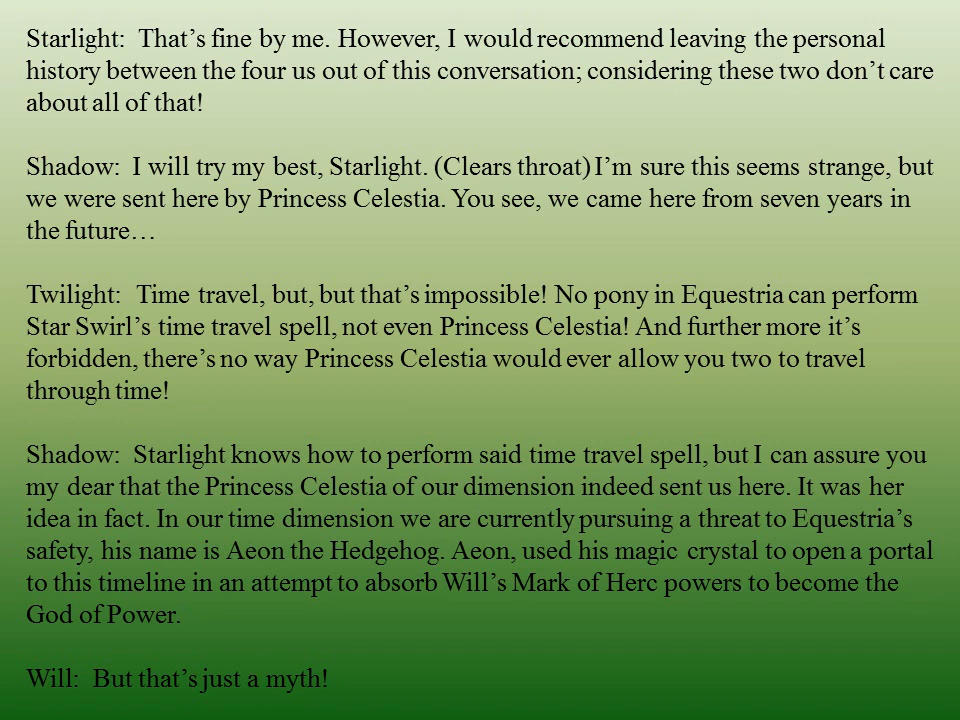 Starlight:  That’s fine by me. However, I would recommend leaving the personal
history between the four us out of this conversation; considering these two don’t care
about all of that!

Shadow:  I will try my best, Starlight. (Clears throat) I’m sure this seems strange, but
we were sent here by Princess Celestia. You see, we came here from seven years in
the future…

Twilight:  Time travel, but, but that’s impossible! No pony in Equestria can perform
Star Swirl’s time travel spell, not even Princess Celestia! And further more it’s
forbidden, there’s no way Princess Celestia would ever allow you two to travel
through time!

Shadow:  Starlight knows how to perform said time travel spell, but I can assure you
my dear that the Princess Celestia of our dimension indeed sent us here. It was her
idea in fact. In our time dimension we are currently pursuing a threat to Equestria’s
safety, his name is Aeon the Hedgehog. Aeon, used his magic crystal to open a portal
to this timeline in an attempt to absorb Will’s Mark of Herc powers to become the
God of Power.

Will:  But that’s just a myth!